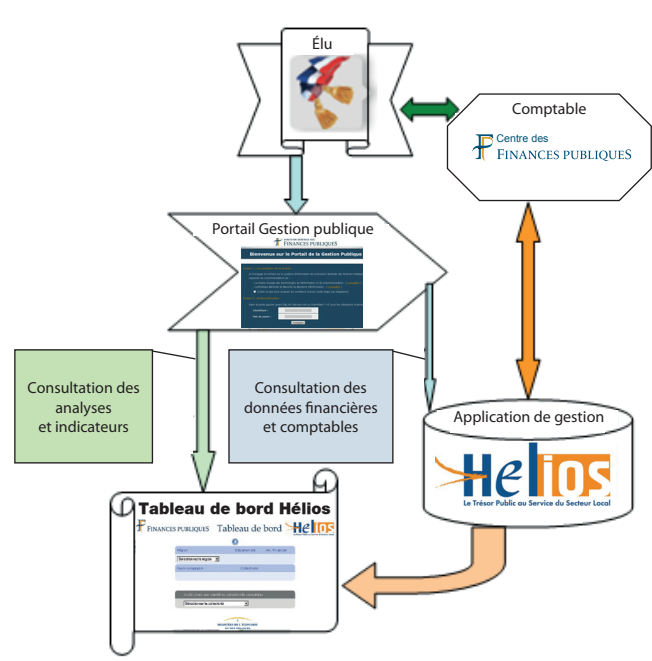 Élu
Comptable
Centre des
FINANCES PUBLIQUES
Portail Gestion publique
FINANCES PUBLIQUES
Bienvenue sur le Portail de la Gestion Publique
Consultation des
analyses
et indicateurs
Consultation des
données financières
et comptables
Application de gestion
Helios
Le Trésor Public au Service du Secteur Local
Tableau de bord Hélios
FINANCES PUBLIQUES Tableau de bord Helios